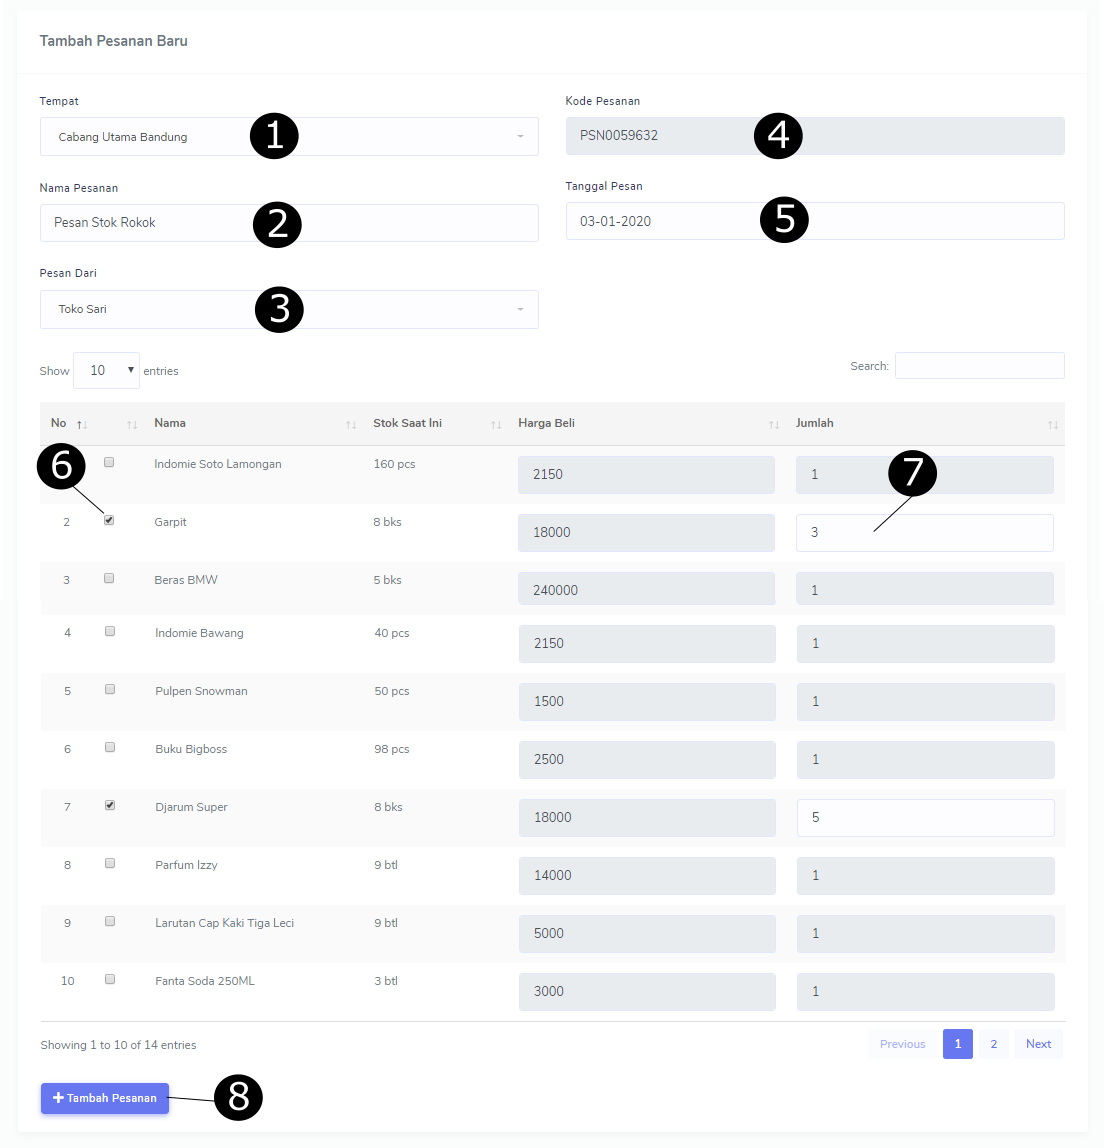 Tambah Pesanan Baru
Tempat
Kode Pesanan
Cabang Utama Bandung 1
PSN0059632 4
Nama Pesanan
Tanggal Pesan
Pesan Stok Rokok 2
03-01-2020 5
Pesan Dari
Toko Sari 3
Show 10 entries
Search:
No Nama Stok Saat Ini Harga Beli Jumlah
6 Indomie Soto Lamongan 160 pcs 2150 1 7
2 Garpit 8 bks 18000 3
3 Beras BMW 5 bks 240000 1
4 Indomie Bawang 40 pcs 2150 1
5 Pulpen Snowman 50 pcs 1500 1
6 Buku Bigboss 98 pcs 2500 1
7 Djarum Super 8 bks 18000 5
8 Parfum Izzy 9 btl 14000 1
9 Larutan Cap Kaki Tiga Leci 9 btl 5000 1
10 Fanta Soda 250ML 3 btl 3000 1
Showing 1 to 10 of 14 entries
Previous 1 2 Next
+ Tambah Pesanan 8